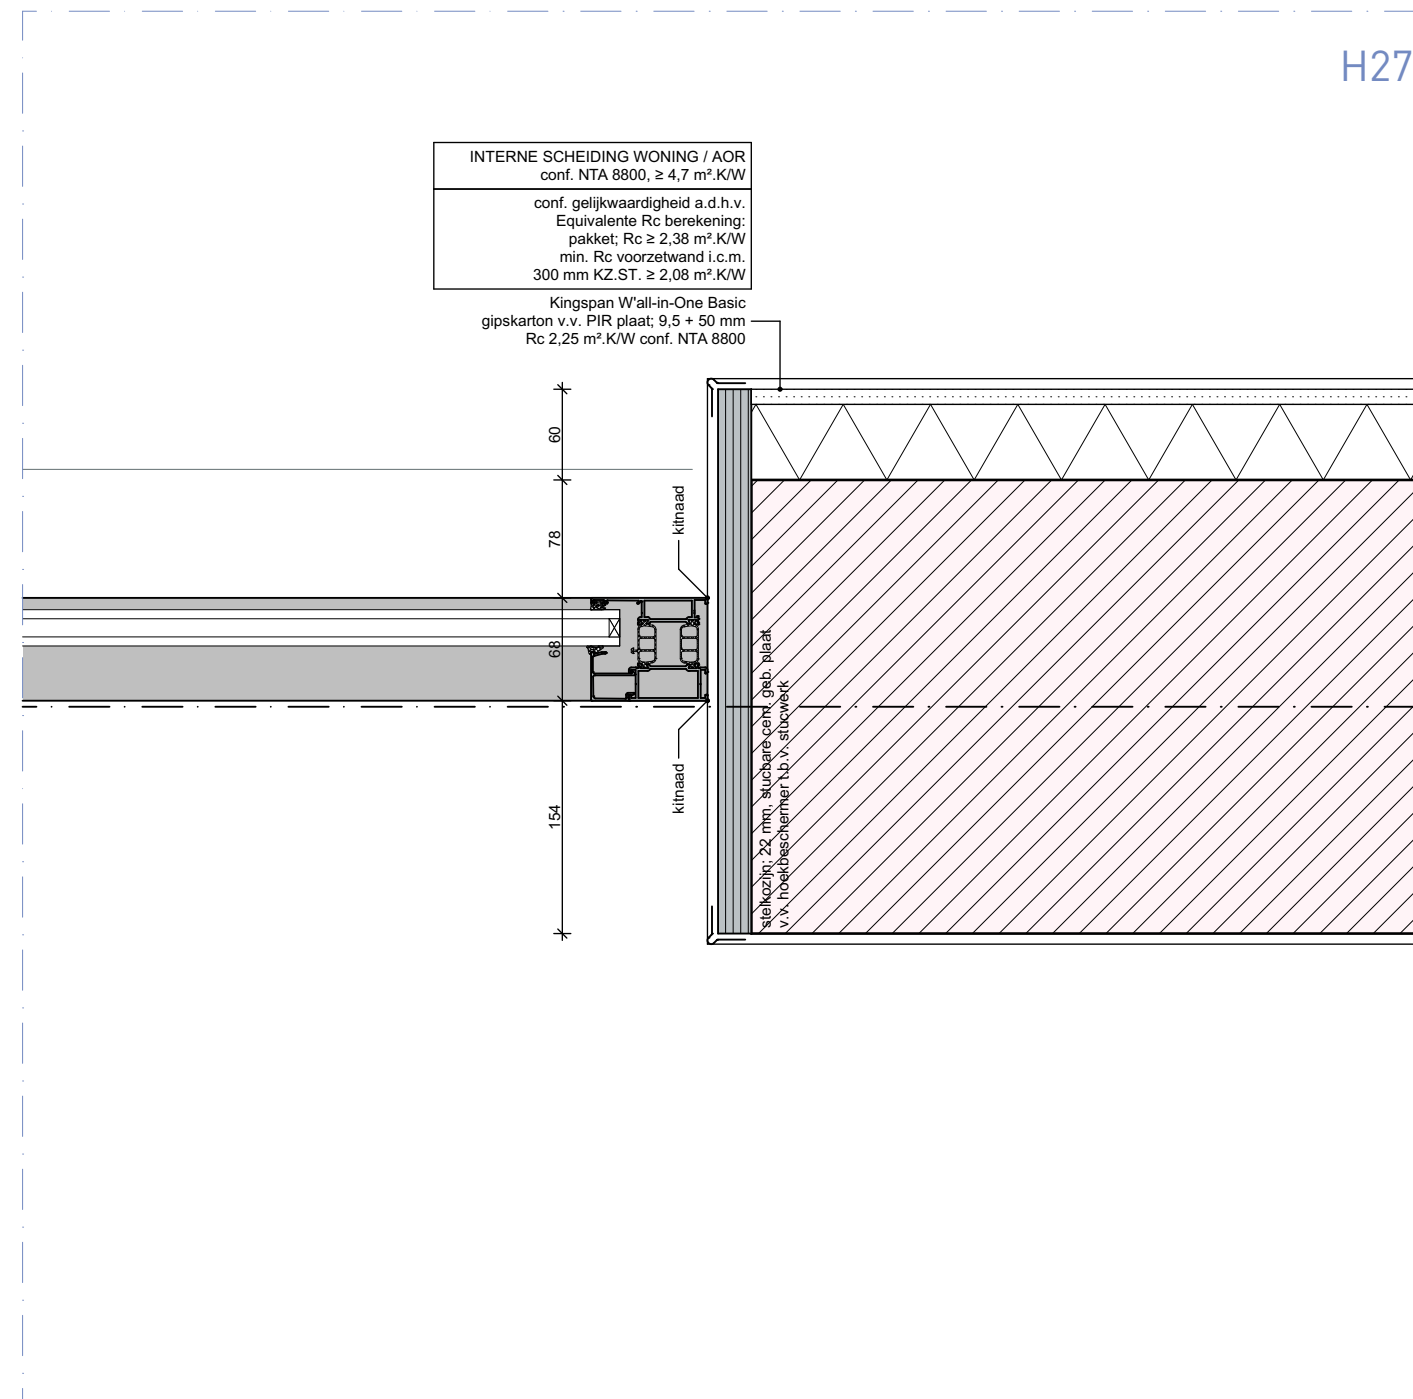 H27
INTERNE SCHEIDING WONING / AOR
conf. NTA 8800, ≥ 4,7 m².K/W
conf. gelijkwaardigheid a.d.h.v.
Equivalente Rc berekening:
pakket; Rc ≥ 2,38 m².K/W
min. Rc voorzetwand i.c.m.
300 mm KZ.ST. ≥ 2,08 m².K/W
Kingspan W'all-in-One Basic
gipskarton v.v. PIR plaat; 9,5 + 50 mm
Rc 2,25 m².K/W conf. NTA 8800
60
78
kitnaad
68
154
kitnaad
stelkozijn; 22 mm, stucbare cem. geb. plaat
v.v. hoekbeschermer t.b.v. stucwerk